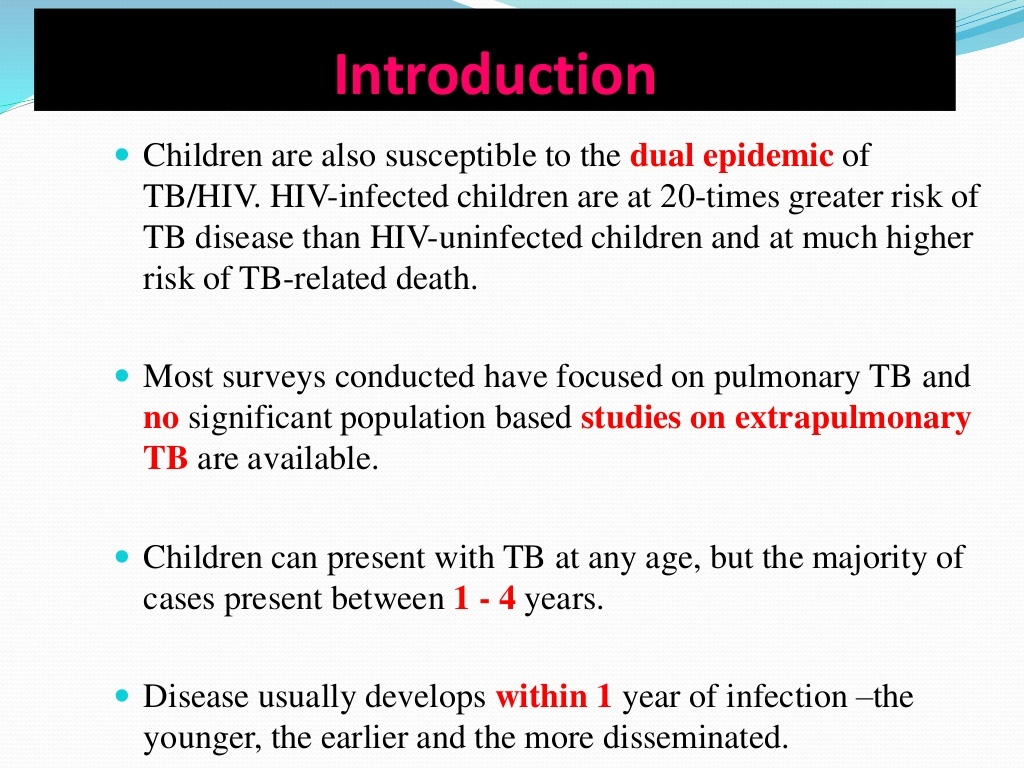 Introduction
• Children are also susceptible to the dual epidemic of
TB/HIV. HIV-infected children are at 20-times greater risk of
TB disease than HIV-uninfected children and at much higher
risk of TB-related death.
• Most surveys conducted have focused on pulmonary TB and
no significant population based studies on extrapulmonary
TB are available.
• Children can present with TB at any age, but the majority of
cases present between 1 - 4 years.
• Disease usually develops within 1 year of infection –the
younger, the earlier and the more disseminated.